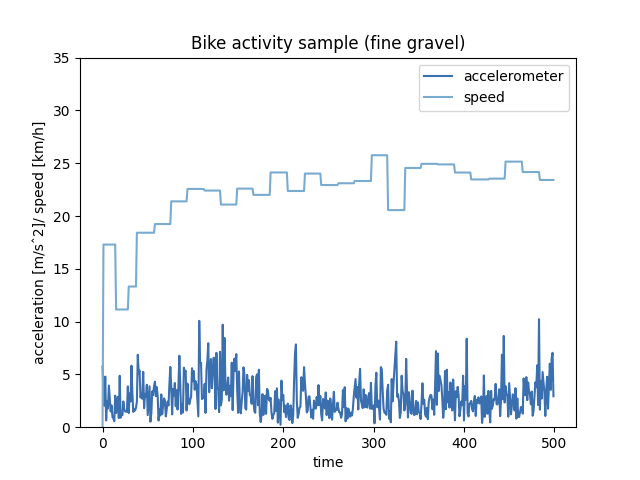 Bike activity sample (fine gravel)
accelerometer
speed
acceleration [m/sˆ2]/ speed [km/h]
35
30
25
20
15
10
5
0
0 100 200 300 400 500
time